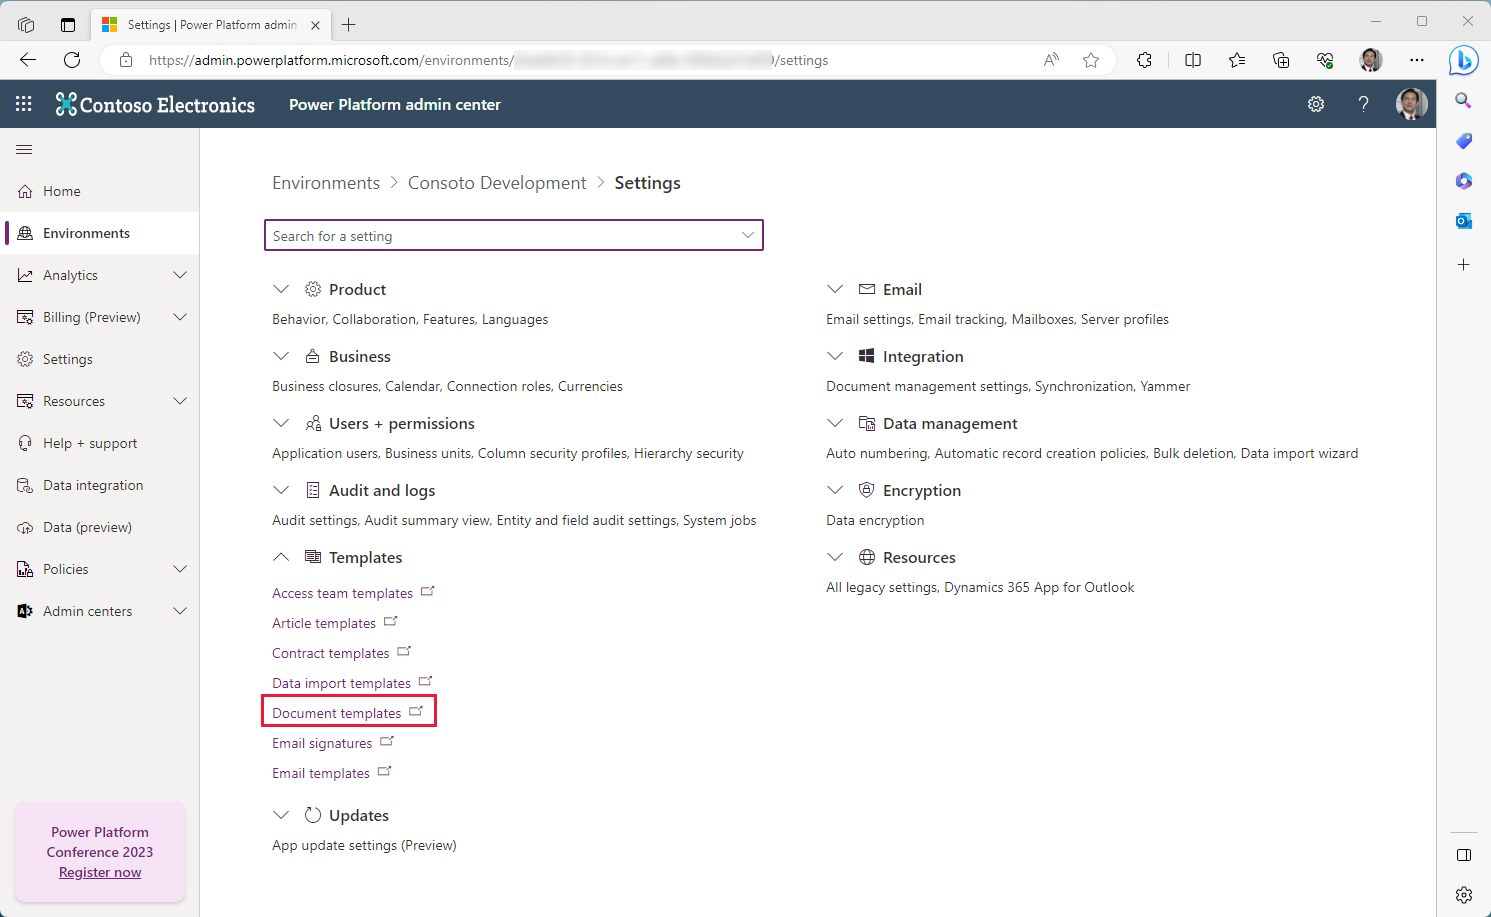 Settings | Power Platform admin
https://admin.powerplatform.microsoft.com/environments/ /settings
Contoso Electronics
Power Platform admin center
Home
Environments
Analytics
Billing (Preview)
Settings
Resources
Help + support
Data integration
Data (preview)
Policies
Admin centers
Power Platform
Conference 2023
Register now
Environments > Consoto Development > Settings
Search for a setting
Product
Behavior, Collaboration, Features, Languages
Business
Business closures, Calendar, Connection roles, Currencies
Users + permissions
Application users, Business units, Column security profiles, Hierarchy security
Audit and logs
Audit settings, Audit summary view, Entity and field audit settings, System jobs
Templates
Access team templates
Article templates
Contract templates
Data import templates
Document templates
Email signatures
Email templates
Updates
App update settings (Preview)
Email
Email settings, Email tracking, Mailboxes, Server profiles
Integration
Document management settings, Synchronization, Yammer
Data management
Auto numbering, Automatic record creation policies, Bulk deletion, Data import wizard
Encryption
Data encryption
Resources
All legacy settings, Dynamics 365 App for Outlook